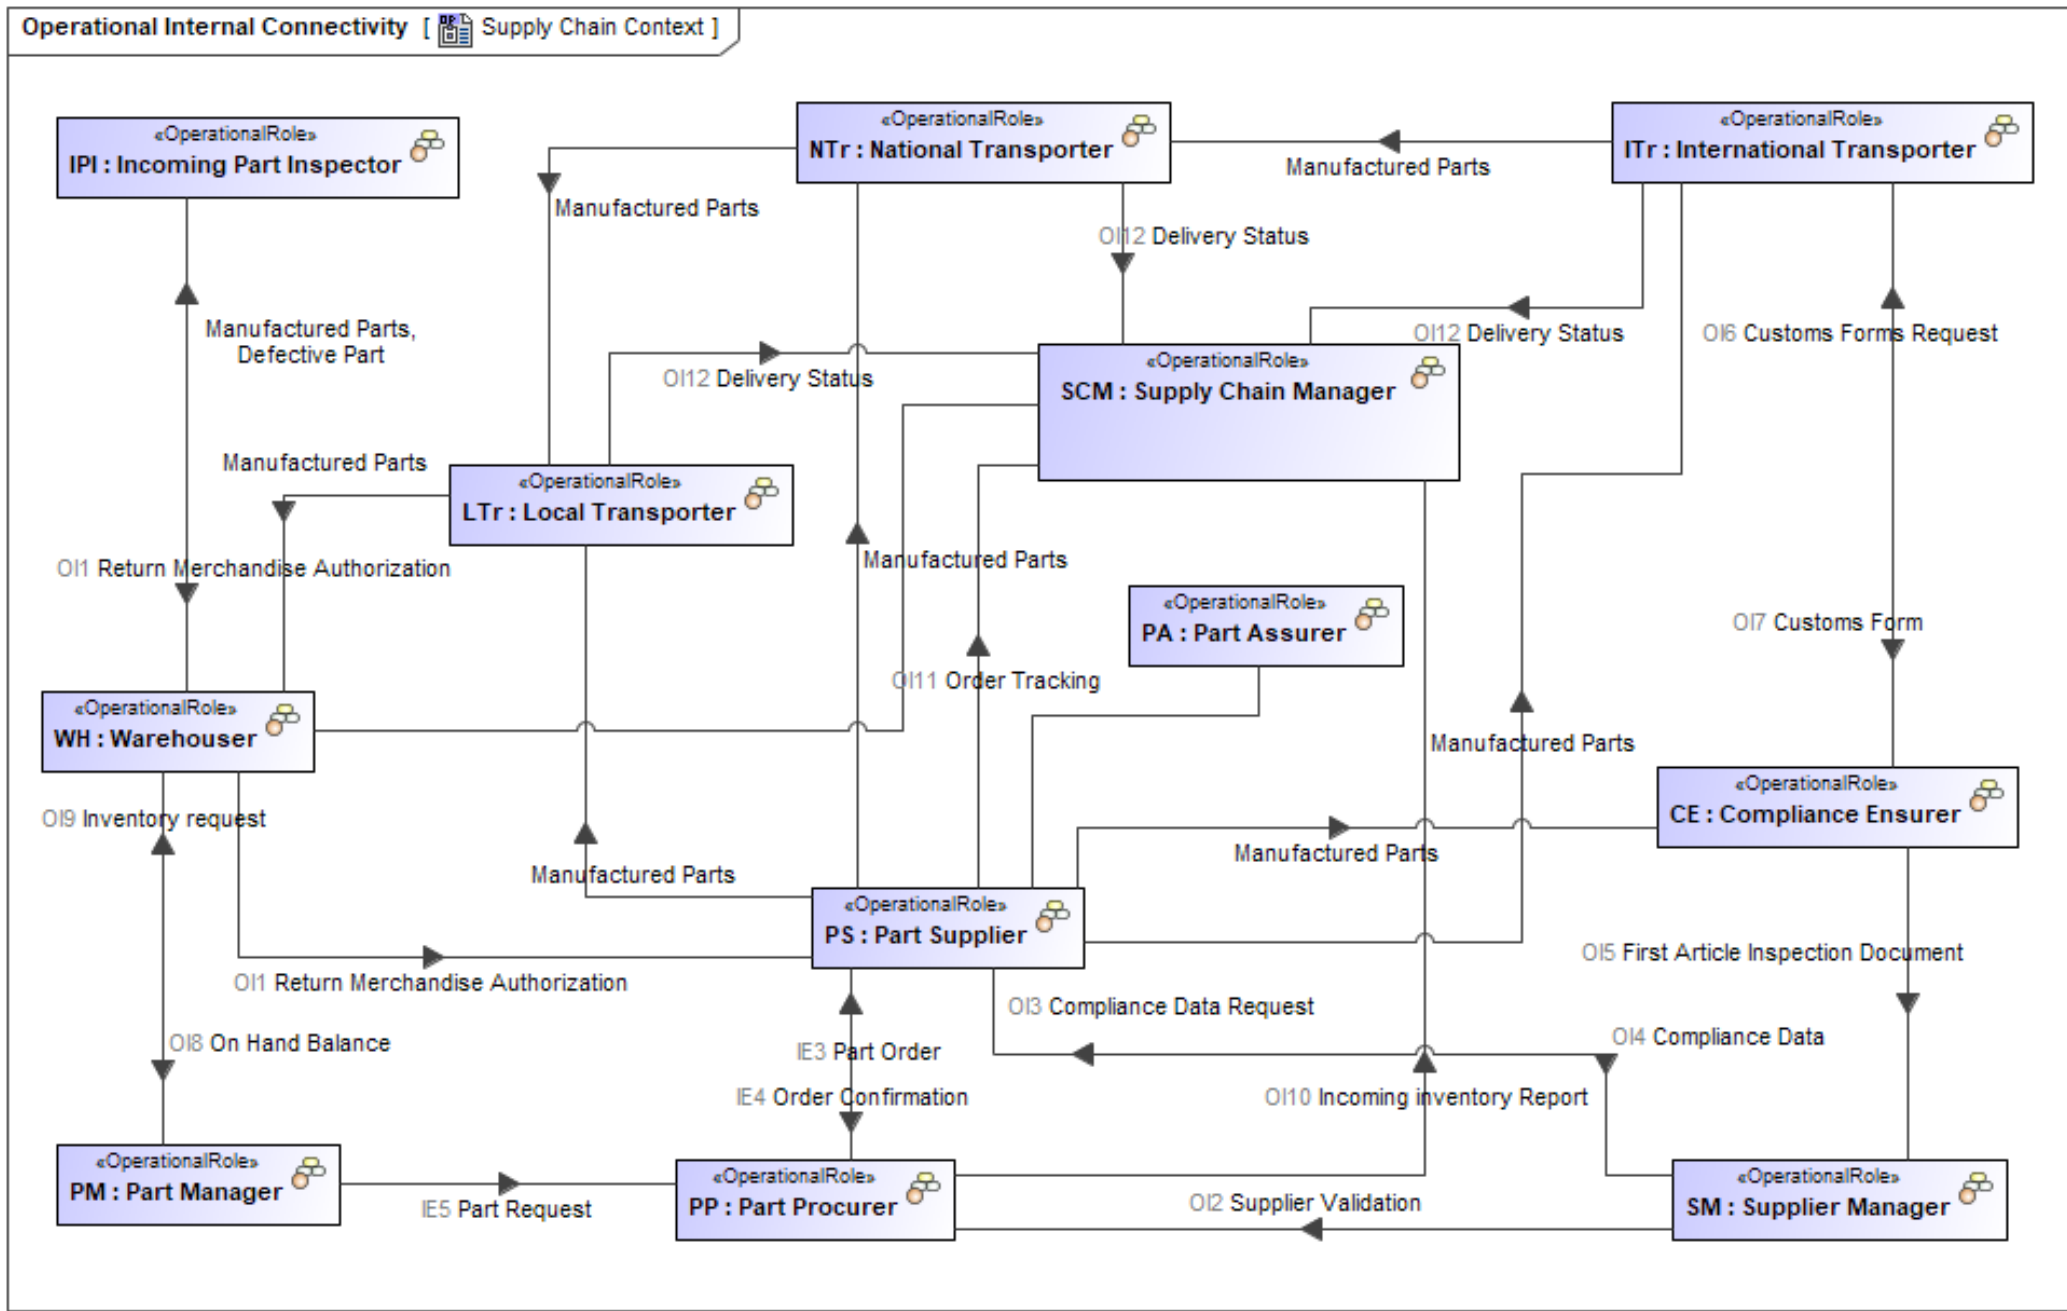 Operational Internal Connectivity [ Supply Chain Context ]
«OperationalRole»
IPI : Incoming Part Inspector
«OperationalRole»
NTr : National Transporter
«OperationalRole»
ITr : International Transporter
Manufactured Parts
Manufactured Parts
OI12 Delivery Status
Manufactured Parts,
Defective Part
OI12 Delivery Status
OI6 Customs Forms Request
«OperationalRole»
SCM : Supply Chain Manager
OI12 Delivery Status
Manufactured Parts
«OperationalRole»
LTr : Local Transporter
OI1 Return Merchandise Authorization
Manufactured Parts
«OperationalRole»
PA : Part Assurer
OI7 Customs Form
OI11 Order Tracking
«OperationalRole»
WH : Warehouser
Manufactured Parts
«OperationalRole»
CE : Compliance Ensurer
OI9 Inventory request
Manufactured Parts
Manufactured Parts
«OperationalRole»
PS : Part Supplier
OI5 First Article Inspection Document
OI1 Return Merchandise Authorization
OI3 Compliance Data Request
OI4 Compliance Data
OI8 On Hand Balance
IE3 Part Order
IE4 Order Confirmation
OI10 Incoming inventory Report
«OperationalRole»
PM : Part Manager
«OperationalRole»
PP : Part Procurer
«OperationalRole»
SM : Supplier Manager
IE5 Part Request
OI2 Supplier Validation